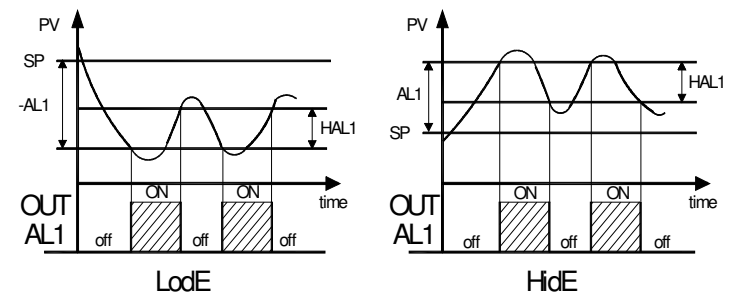 PV
SP
-AL1
HAL1
ON ON
time
OUT
AL1
off off off
LodE
PV
AL1
HAL1
SP
ON ON
time
OUT
AL1
off off off
HidE